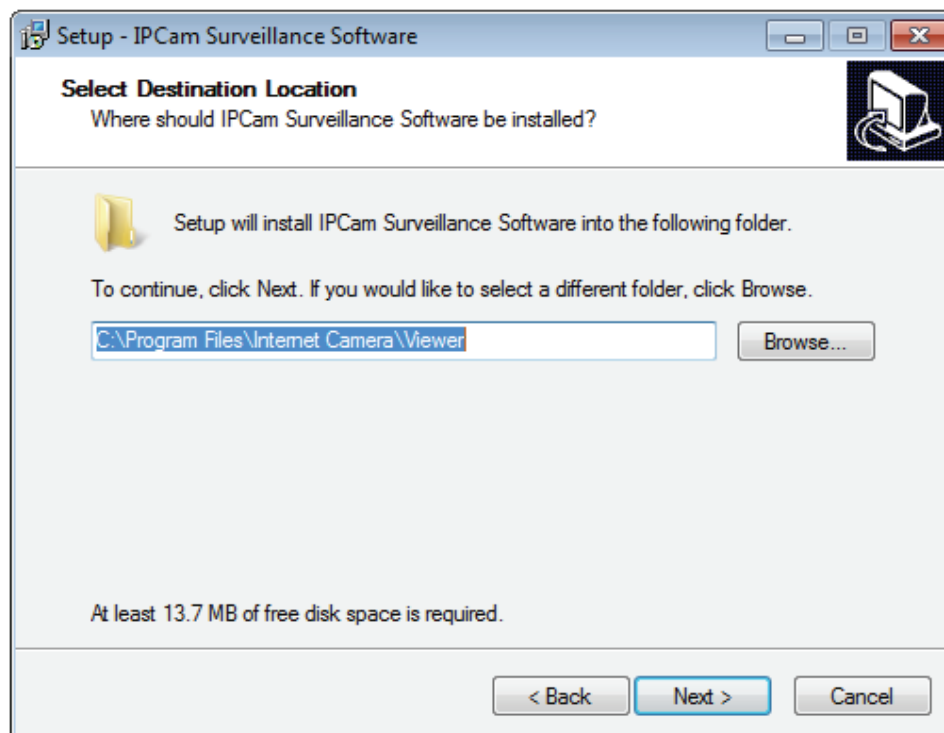 Setup - IPCam Surveillance Software
Select Destination Location
Where should IPCam Surveillance Software be installed?
Setup will install IPCam Surveillance Software into the following folder.
To continue, click Next. If you would like to select a different folder, click Browse.
C:\Program Files\Internet Camera\Viewer
Browse...
At least 13.7 MB of free disk space is required.
< Back
Next >
Cancel